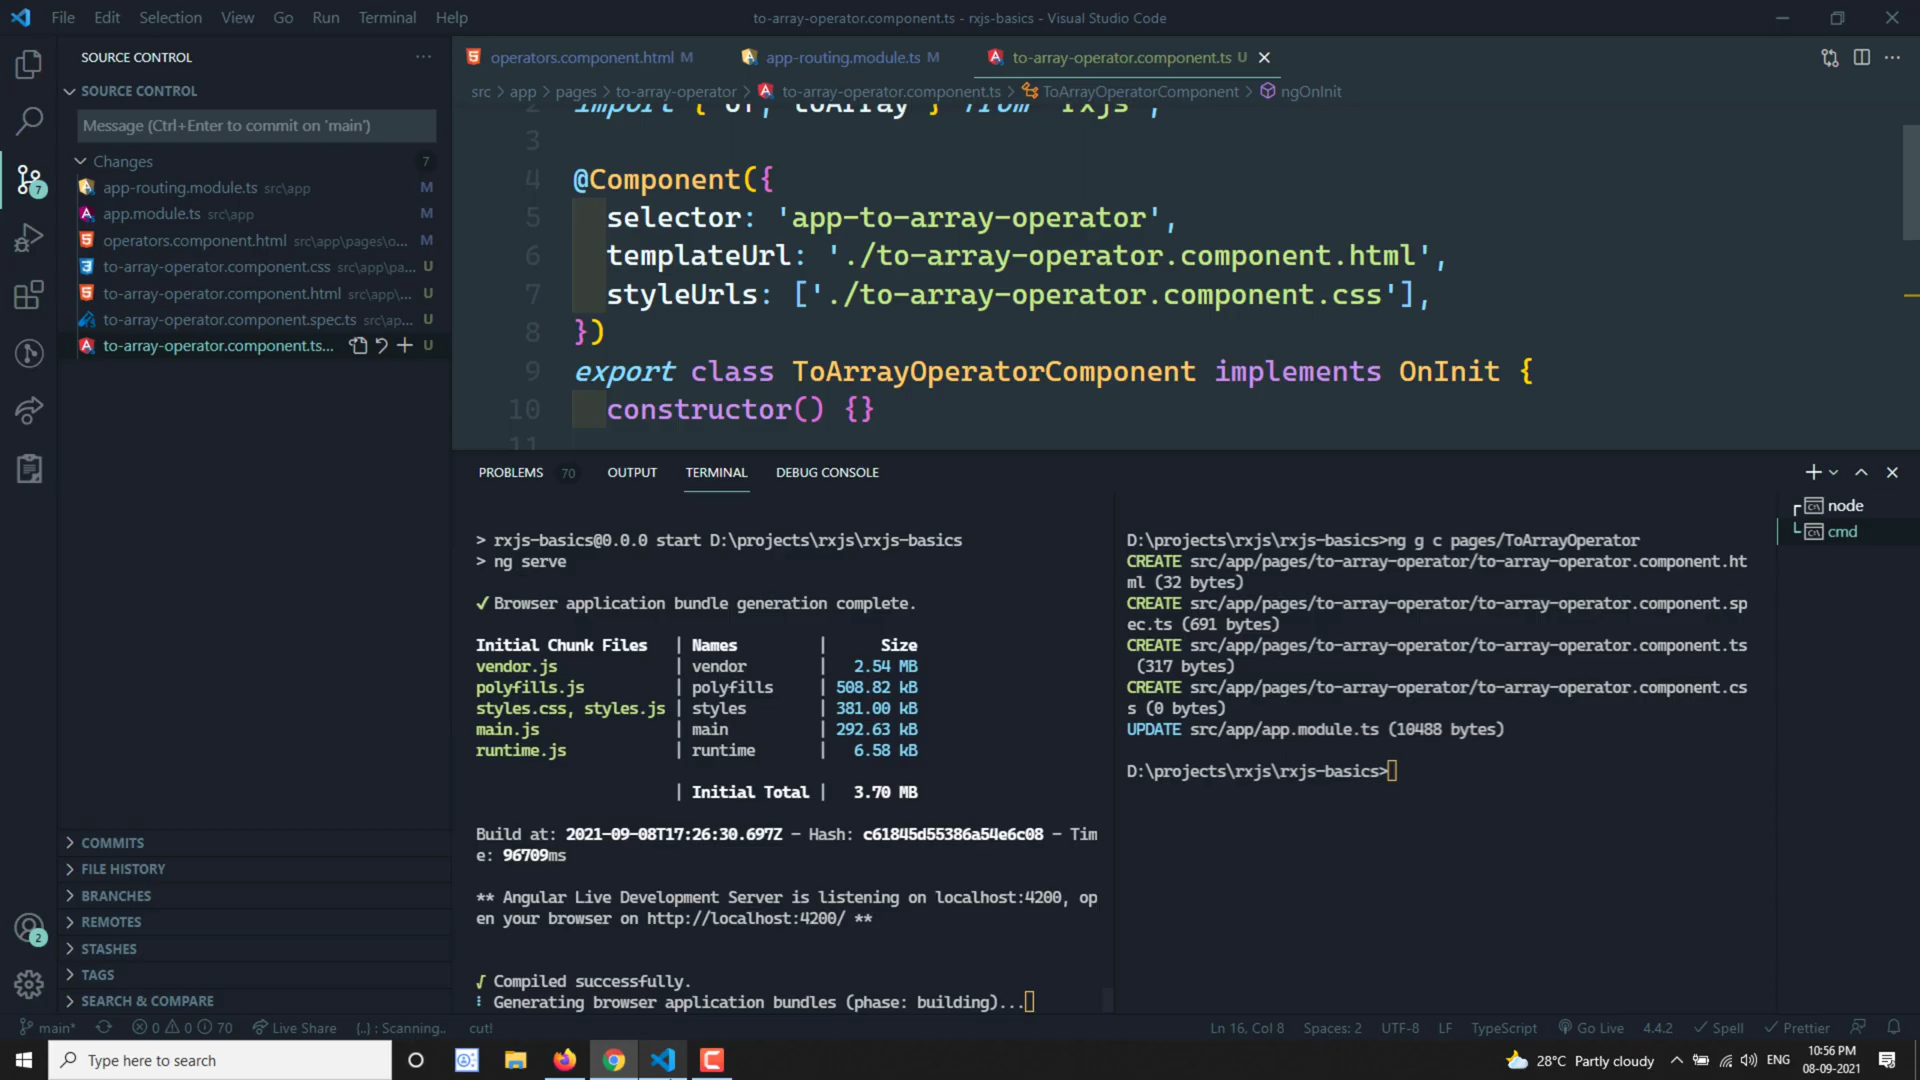 File Edit Selection View Go Run Terminal Help
to-array-operator.component.ts - rxjs-basics - Visual Studio Code
SOURCE CONTROL
SOURCE CONTROL
Message (Ctrl+Enter to commit on 'main')
Changes 7
app-routing.module.ts src\app M
app.module.ts src\app M
operators.component.html src\app\pages\o... M
to-array-operator.component.css src\app\pa... U
to-array-operator.component.html src\app\... U
to-array-operator.component.spec.ts src\ap... U
to-array-operator.component.ts... U
7
COMMITS
FILE HISTORY
BRANCHES
REMOTES
STASHES
TAGS
SEARCH & COMPARE
2
operators.component.html M
app-routing.module.ts M
to-array-operator.component.ts U
src > app > pages > to-array-operator > to-array-operator.component.ts > ToArrayOperatorComponent > ngOnInit
2 import { of, toArray } from 'rxjs';
3
4 @Component({
5 selector: 'app-to-array-operator',
6 templateUrl: './to-array-operator.component.html',
7 styleUrls: ['./to-array-operator.component.css'],
8 })
9 export class ToArrayOperatorComponent implements OnInit {
10 constructor() {}
11
PROBLEMS 70 OUTPUT TERMINAL DEBUG CONSOLE
> rxjs-basics@0.0.0 start D:\projects\rxjs\rxjs-basics
> ng serve
✓ Browser application bundle generation complete.
Initial Chunk Files | Names | Size
vendor.js | vendor | 2.54 MB
polyfills.js | polyfills | 508.82 kB
styles.css, styles.js | styles | 381.00 kB
main.js | main | 292.63 kB
runtime.js | runtime | 6.58 kB
| Initial Total | 3.70 MB
Build at: 2021-09-08T17:26:30.697Z - Hash: c61845d55386a54e6c08 - Tim
e: 96709ms
** Angular Live Development Server is listening on localhost:4200, op
en your browser on http://localhost:4200/ **
√ Compiled successfully.
⠇ Generating browser application bundles (phase: building)...
D:\projects\rxjs\rxjs-basics>ng g c pages/ToArrayOperator
CREATE src/app/pages/to-array-operator/to-array-operator.component.ht
ml (32 bytes)
CREATE src/app/pages/to-array-operator/to-array-operator.component.sp
ec.ts (691 bytes)
CREATE src/app/pages/to-array-operator/to-array-operator.component.ts
(317 bytes)
CREATE src/app/pages/to-array-operator/to-array-operator.component.cs
s (0 bytes)
UPDATE src/app/app.module.ts (10488 bytes)
D:\projects\rxjs\rxjs-basics>
node
cmd
main* 0 0 70 Live Share {..} : Scanning.. cut! Ln 16, Col 8 Spaces: 2 UTF-8 LF TypeScript Go Live 4.4.2 Spell Prettier
Type here to search
28°C Partly cloudy ENG
10:56 PM
08-09-2021